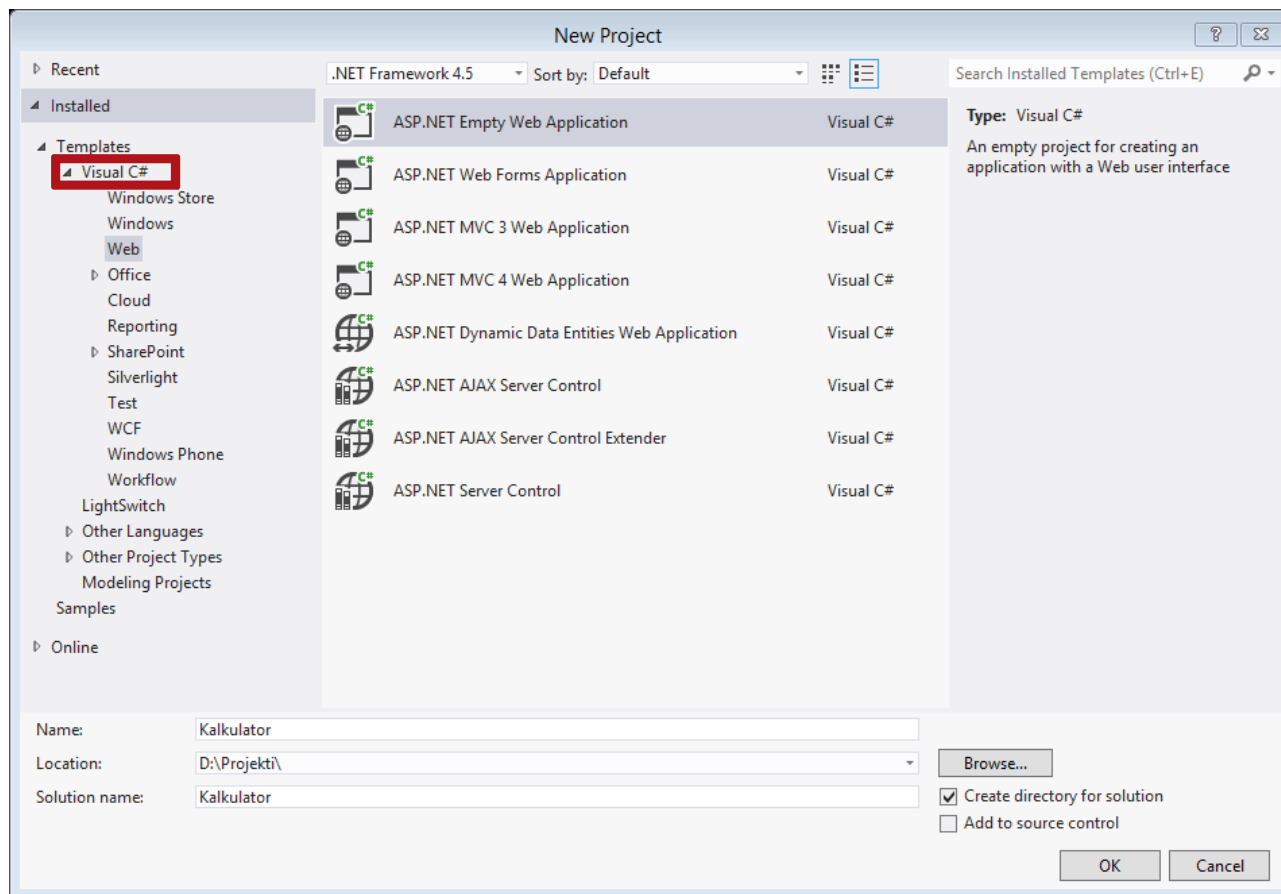 New Project
Recent
Installed
Templates
Visual C#
Windows Store
Windows
Web
Office
Cloud
Reporting
SharePoint
Silverlight
Test
WCF
Windows Phone
Workflow
LightSwitch
Other Languages
Other Project Types
Modeling Projects
Samples
Online
.NET Framework 4.5 Sort by: Default
ASP.NET Empty Web Application Visual C#
ASP.NET Web Forms Application Visual C#
ASP.NET MVC 3 Web Application Visual C#
ASP.NET MVC 4 Web Application Visual C#
ASP.NET Dynamic Data Entities Web Application Visual C#
ASP.NET AJAX Server Control Visual C#
ASP.NET AJAX Server Control Extender Visual C#
ASP.NET Server Control Visual C#
Search Installed Templates (Ctrl+E)
Type: Visual C#
An empty project for creating an
application with a Web user interface
Name: Kalkulator
Location: D:\Projekti\ Browse...
Solution name: Kalkulator
Create directory for solution
Add to source control
OK Cancel